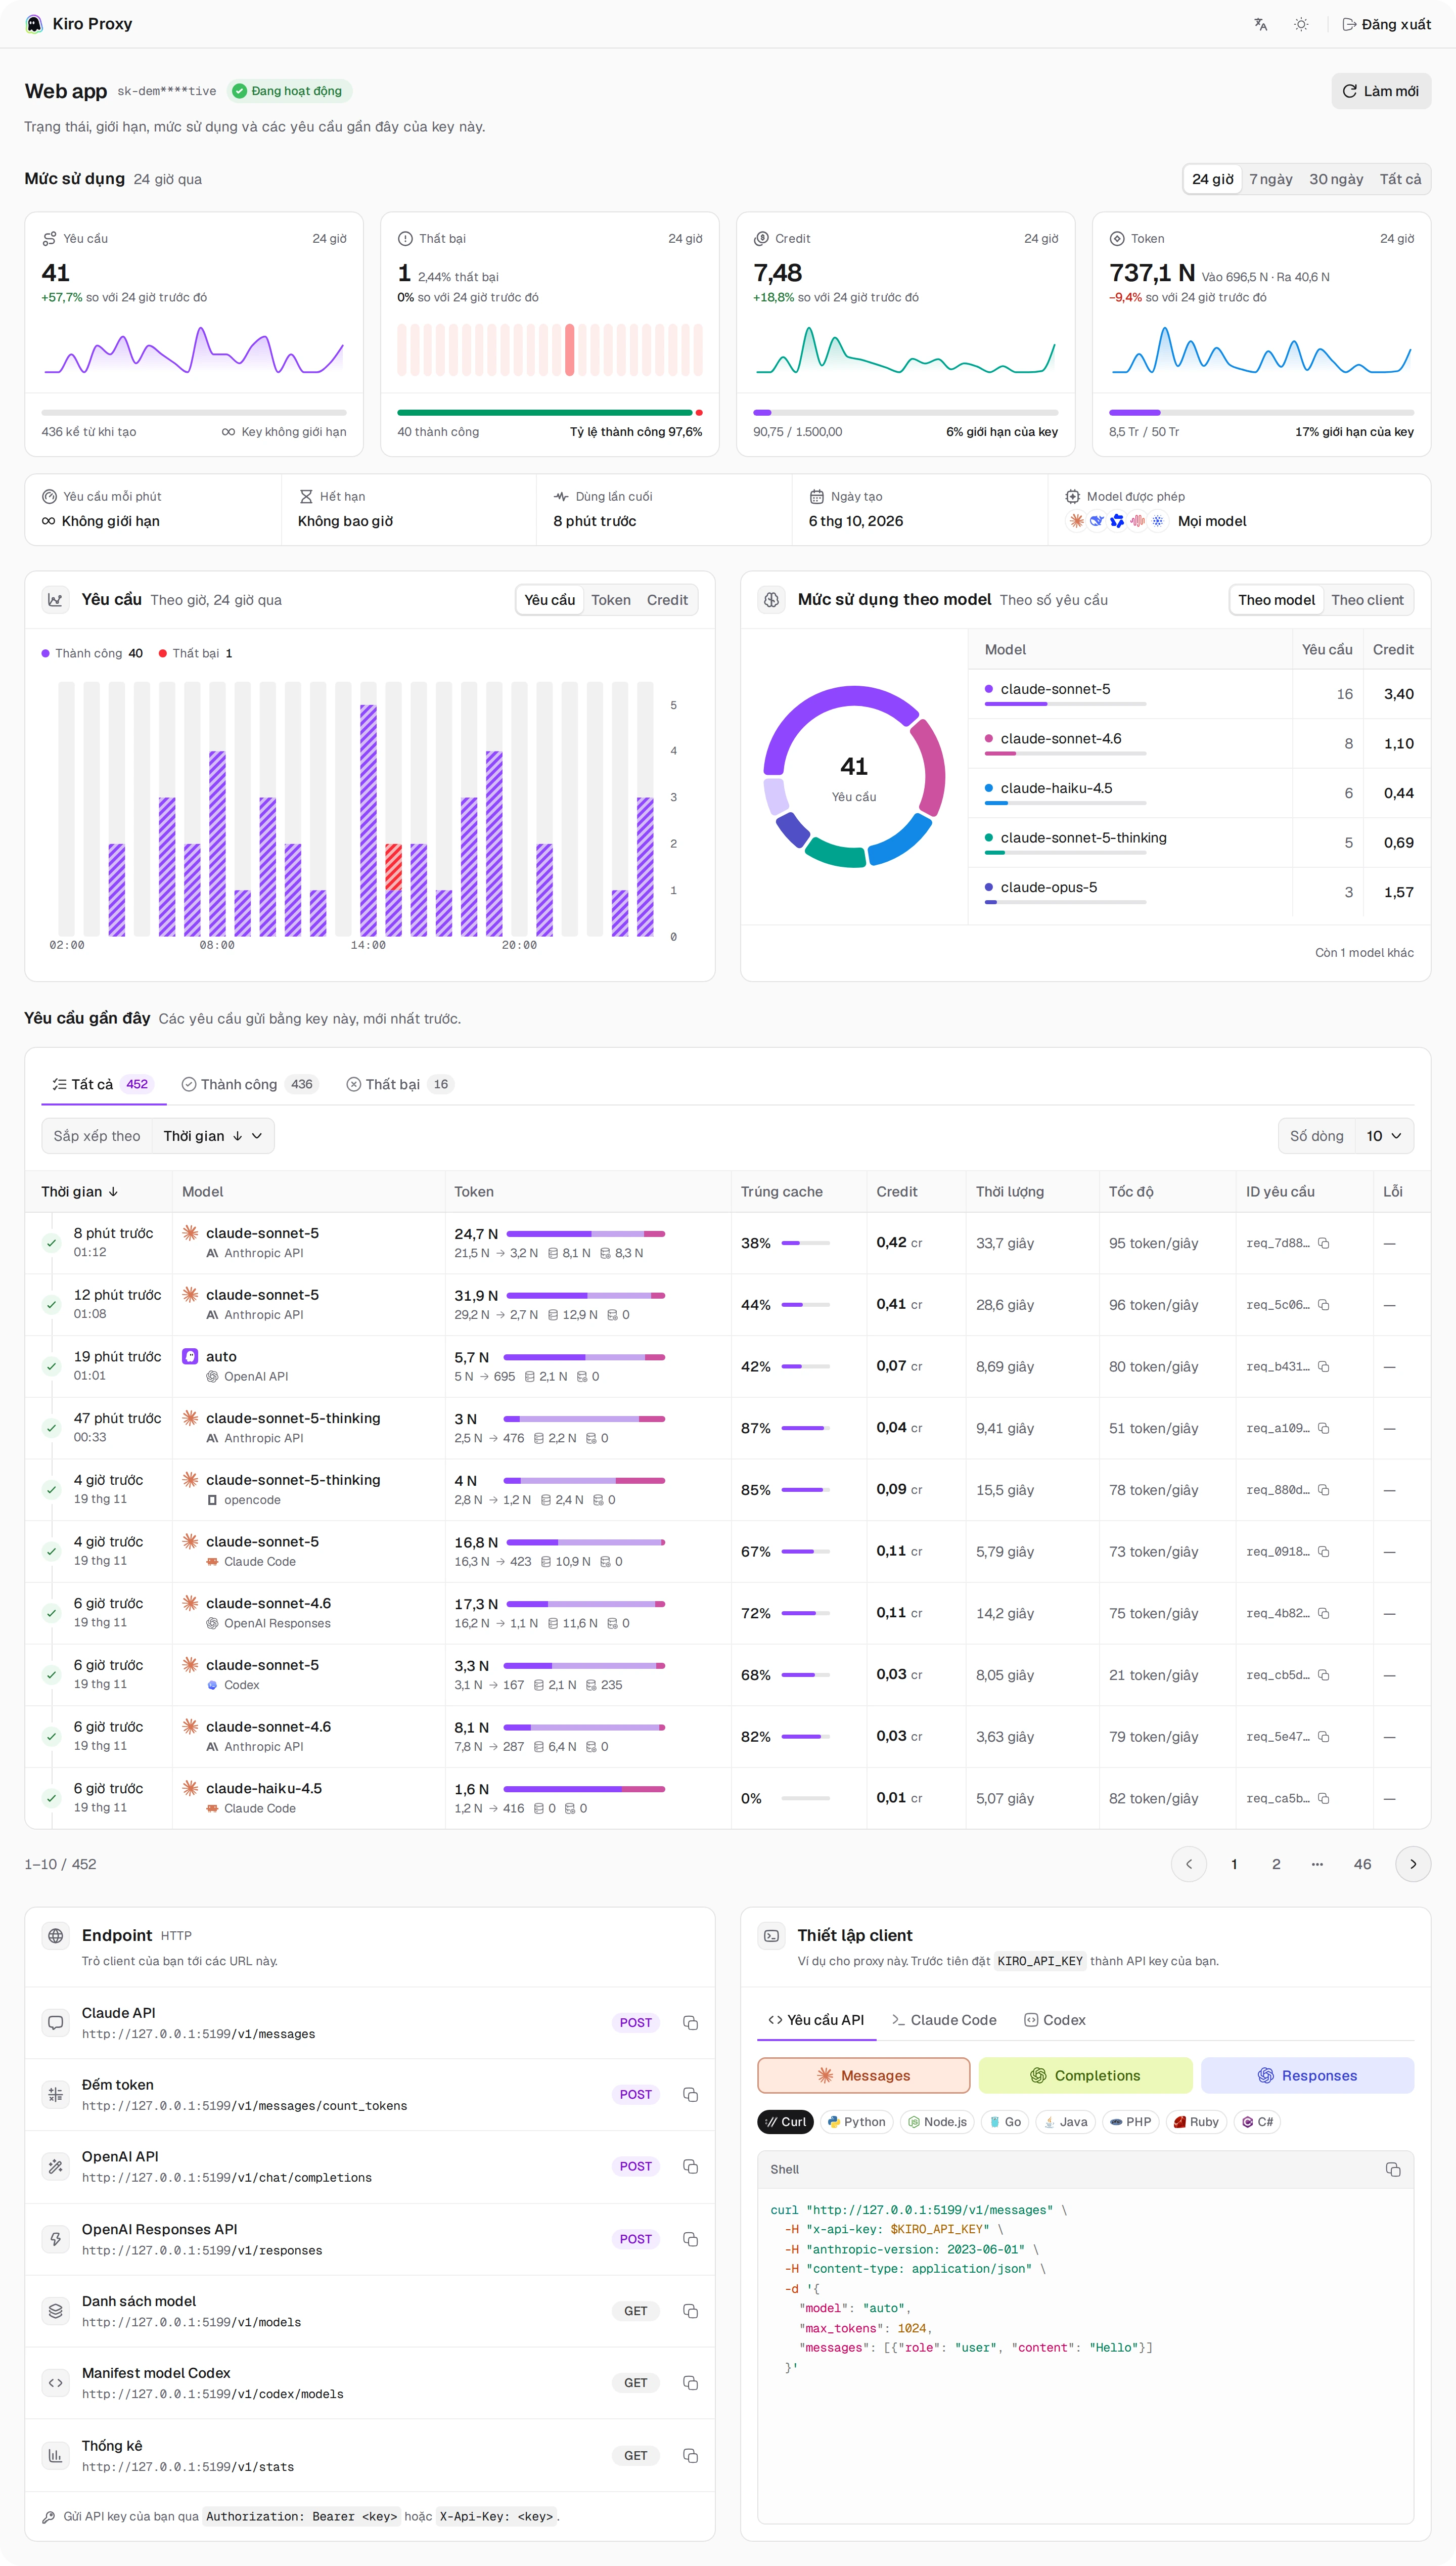 Kiro Proxy
Đăng xuất
Web app sk-dem****tive Đang hoạt động
Làm mới
Trạng thái, giới hạn, mức sử dụng và các yêu cầu gần đây của key này.
Mức sử dụng 24 giờ qua
24 giờ 7 ngày 30 ngày Tất cả
Yêu cầu 24 giờ
41
+57,7% so với 24 giờ trước đó
436 kể từ khi tạo Key không giới hạn
Thất bại 24 giờ
1 2,44% thất bại
0% so với 24 giờ trước đó
40 thành công Tỷ lệ thành công 97,6%
Credit 24 giờ
7,48
+18,8% so với 24 giờ trước đó
90,75 / 1.500,00 6% giới hạn của key
Token 24 giờ
737,1 N Vào 696,5 N · Ra 40,6 N
−9,4% so với 24 giờ trước đó
8,5 Tr / 50 Tr 17% giới hạn của key
Yêu cầu mỗi phút
Không giới hạn
Hết hạn
Không bao giờ
Dùng lần cuối
8 phút trước
Ngày tạo
6 thg 10, 2026
Model được phép
Mọi model
Yêu cầu Theo giờ, 24 giờ qua
Yêu cầu Token Credit
Thành công 40 Thất bại 1
5
4
3
2
1
0
02:00 08:00 14:00 20:00
Mức sử dụng theo model Theo số yêu cầu
Theo model Theo client
41
Yêu cầu
Model Yêu cầu Credit
claude-sonnet-5 16 3,40
claude-sonnet-4.6 8 1,10
claude-haiku-4.5 6 0,44
claude-sonnet-5-thinking 5 0,69
claude-opus-5 3 1,57
Còn 1 model khác
Yêu cầu gần đây Các yêu cầu gửi bằng key này, mới nhất trước.
Tất cả 452 Thành công 436 Thất bại 16
Sắp xếp theo Thời gian ↓
Số dòng 10
Thời gian ↓ Model Token Trúng cache Credit Thời lượng Tốc độ ID yêu cầu Lỗi
8 phút trước claude-sonnet-5 24,7 N 38% 0,42 cr 33,7 giây 95 token/giây req_7d88… —
01:12 Anthropic API 21,5 N → 3,2 N 8,1 N 8,3 N
12 phút trước claude-sonnet-5 31,9 N 44% 0,41 cr 28,6 giây 96 token/giây req_5c06… —
01:08 Anthropic API 29,2 N → 2,7 N 12,9 N 0
19 phút trước auto 5,7 N 42% 0,07 cr 8,69 giây 80 token/giây req_b431… —
01:01 OpenAI API 5 N → 695 2,1 N 0
47 phút trước claude-sonnet-5-thinking 3 N 87% 0,04 cr 9,41 giây 51 token/giây req_a109… —
00:33 Anthropic API 2,5 N → 476 2,2 N 0
4 giờ trước claude-sonnet-5-thinking 4 N 85% 0,09 cr 15,5 giây 78 token/giây req_880d… —
19 thg 11 opencode 2,8 N → 1,2 N 2,4 N 0
4 giờ trước claude-sonnet-5 16,8 N 67% 0,11 cr 5,79 giây 73 token/giây req_0918… —
19 thg 11 Claude Code 16,3 N → 423 10,9 N 0
6 giờ trước claude-sonnet-4.6 17,3 N 72% 0,11 cr 14,2 giây 75 token/giây req_4b82… —
19 thg 11 OpenAI Responses 16,2 N → 1,1 N 11,6 N 0
6 giờ trước claude-sonnet-5 3,3 N 68% 0,03 cr 8,05 giây 21 token/giây req_cb5d… —
19 thg 11 Codex 3,1 N → 167 2,1 N 235
6 giờ trước claude-sonnet-4.6 8,1 N 82% 0,03 cr 3,63 giây 79 token/giây req_5e47… —
19 thg 11 Anthropic API 7,8 N → 287 6,4 N 0
6 giờ trước claude-haiku-4.5 1,6 N 0% 0,01 cr 5,07 giây 82 token/giây req_ca5b… —
19 thg 11 Claude Code 1,2 N → 416 0 0
1–10 / 452
1 2 ••• 46
Endpoint HTTP
Trỏ client của bạn tới các URL này.
Claude API
http://127.0.0.1:5199/v1/messages POST
Đếm token
http://127.0.0.1:5199/v1/messages/count_tokens POST
OpenAI API
http://127.0.0.1:5199/v1/chat/completions POST
OpenAI Responses API
http://127.0.0.1:5199/v1/responses POST
Danh sách model
http://127.0.0.1:5199/v1/models GET
Manifest model Codex
http://127.0.0.1:5199/v1/codex/models GET
Thống kê
http://127.0.0.1:5199/v1/stats GET
Gửi API key của bạn qua Authorization: Bearer <key> hoặc X-Api-Key: <key>.
Thiết lập client
Ví dụ cho proxy này. Trước tiên đặt KIRO_API_KEY thành API key của bạn.
Yêu cầu API Claude Code Codex
Messages Completions Responses
Curl Python Node.js Go Java PHP Ruby C#
Shell
curl "http://127.0.0.1:5199/v1/messages" \
-H "x-api-key: $KIRO_API_KEY" \
-H "anthropic-version: 2023-06-01" \
-H "content-type: application/json" \
-d '{
"model": "auto",
"max_tokens": 1024,
"messages": [{"role": "user", "content": "Hello"}]
}'